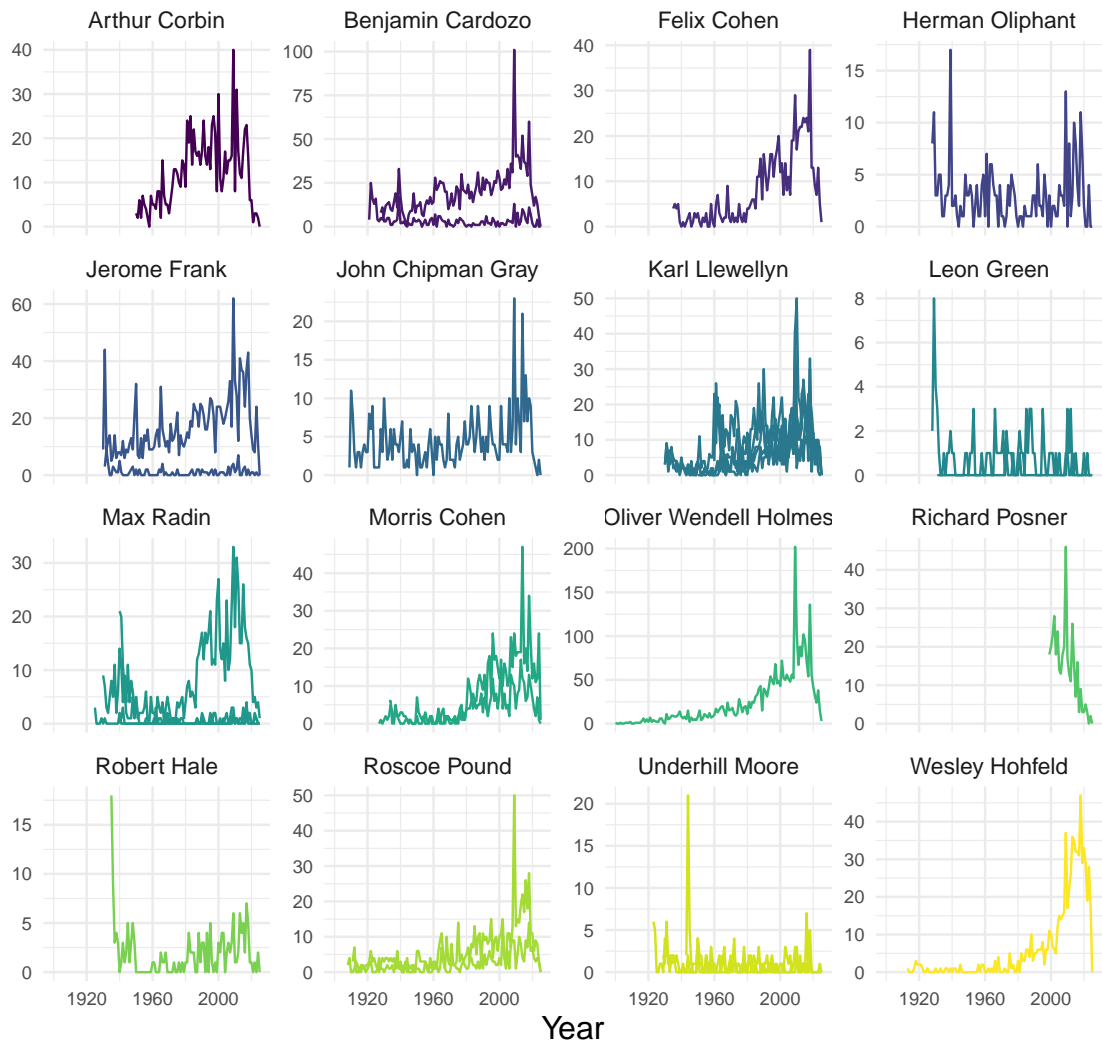 Arthur Corbin Benjamin Cardozo Felix Cohen Herman Oliphant
40 100 40 15
30 75 30 10
20 50 20 5
10 25 10 0
0 0 0
Jerome Frank John Chipman Gray Karl Llewellyn Leon Green
60 20 50 8
40 15 40 6
20 10 30 4
0 5 20 2
0 10 0
0
Max Radin Morris Cohen Oliver Wendell Holmes Richard Posner
30 40 200 40
20 30 150 30
10 20 100 20
0 10 50 10
0 0 0
Robert Hale Roscoe Pound Underhill Moore Wesley Hohfeld
15 50 20 40
10 40 15 30
5 30 10 20
0 20 5 10
10 0 0
0
1920 1960 2000 1920 1960 2000 1920 1960 2000 1920 1960 2000
Year